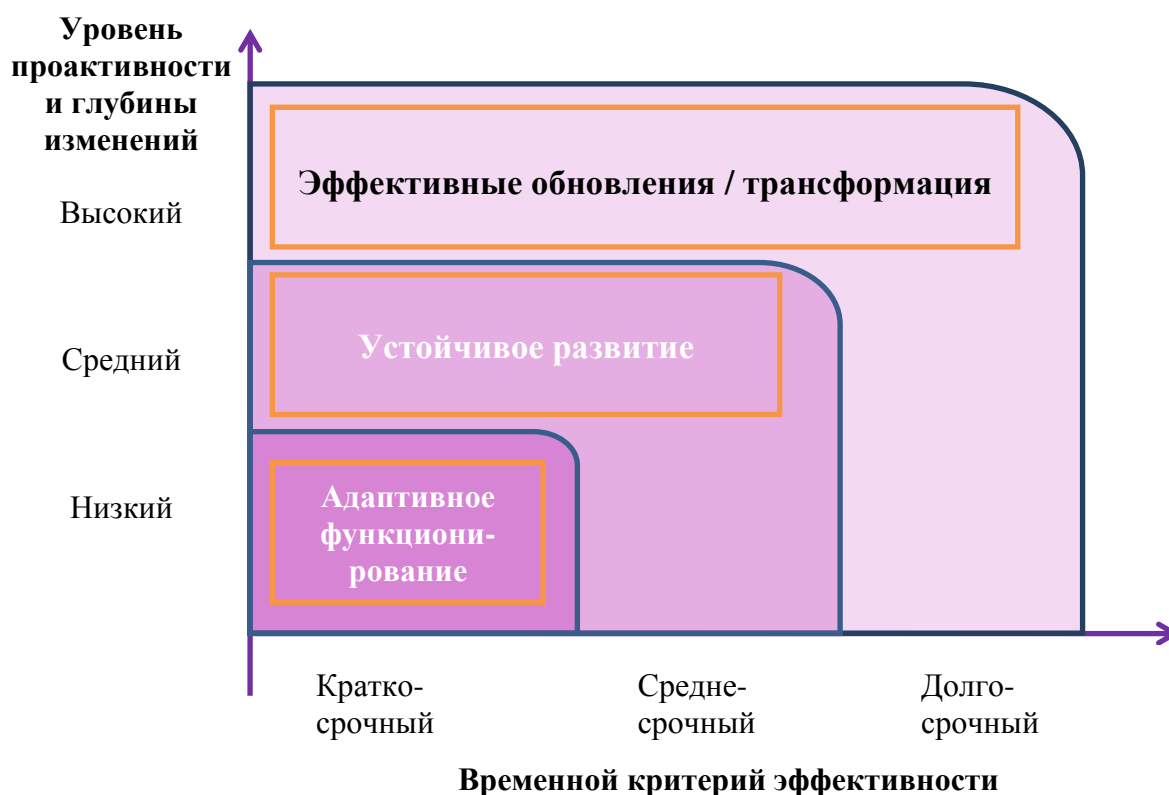 Уровень
проактивности
и глубины
изменений
Высокий
Средний
Низкий
Эффективные обновления / трансформация
Устойчивое развитие
Адаптивное
функциони-
рование
Кратко-
срочный
Средне-
срочный
Долго-
срочный
Временной критерий эффективности